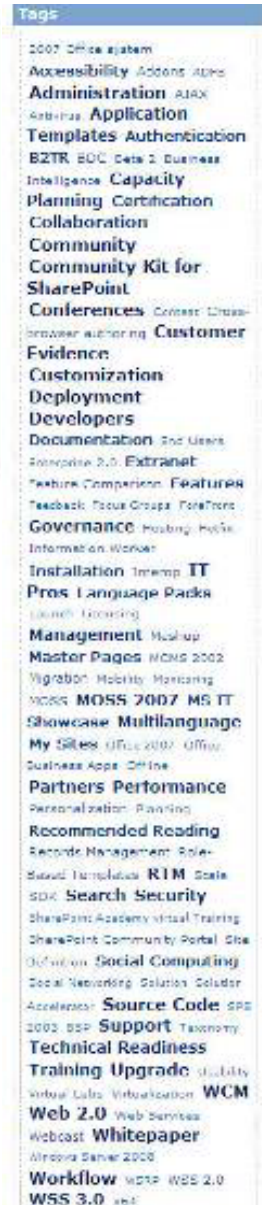 Tags
2007 Office system
Accessibility Addons ADFS
Administration AJAX
Antivirus Application
Templates Authentication
B2TR BDC Beta 2 Business
Intelligence Capacity
Planning Certification
Collaboration
Community
Community Kit for
SharePoint
Conferences Contest Cross-
browser authoring Customer
Evidence
Customization
Deployment
Developers
Documentation End Users
Enterprise 2.0 Extranet
Feature Comparison Features
Feedback Focus Groups ForeFront
Governance Hosting Hotfix
Information Worker
Installation Interop IT
Pros Language Packs
Launch Licensing
Management Mashup
Master Pages MCMS 2002
Migration Mobility Monitoring
MOSS MOSS 2007 MS IT
Showcase Multilanguage
My Sites Office 2007 Office
Business Apps Offline
Partners Performance
Personalization Planning
Recommended Reading
Records Management Role-
Based Templates RTM Scale
SDK Search Security
SharePoint Academy Virtual Training
SharePoint Community Portal Site
Definition Social Computing
Social Networking Solution Solution
Accelerator Source Code SPS
2003 SSP Support Taxonomy
Technical Readiness
Training Upgrade Usability
Virtual Labs Virtualization WCM
Web 2.0 Web Services
Webcast Whitepaper
Windows Server 2008
Workflow WSRP WSS 2.0
WSS 3.0 x64